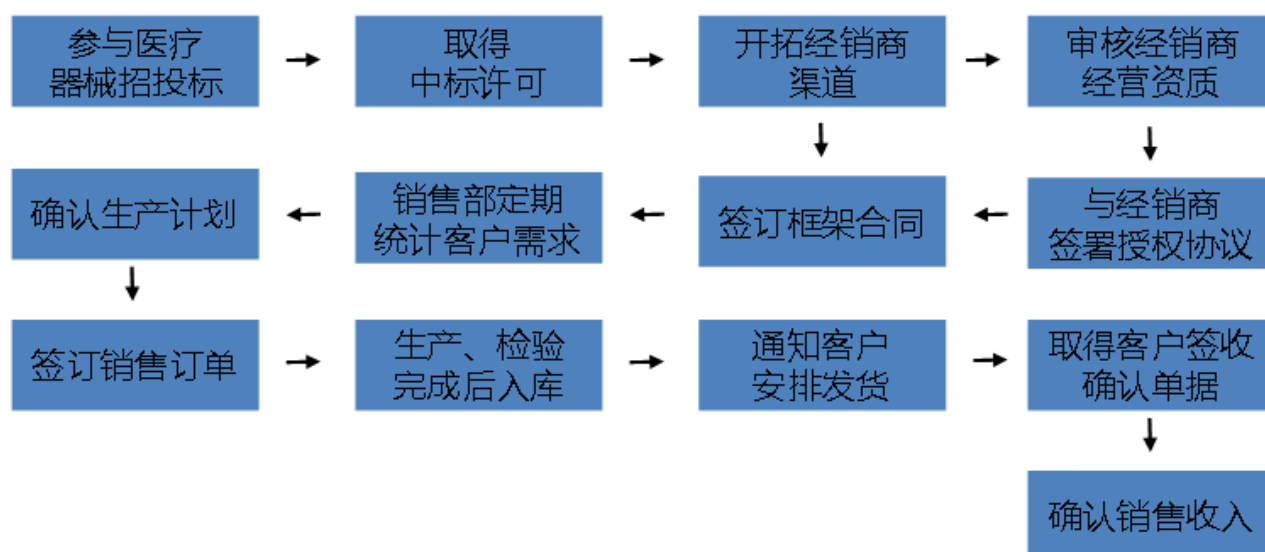 参与医疗
器械招投标
取得
中标许可
开拓经销商
渠道
审核经销商
经营资质
确认生产计划
销售部定期
统计客户需求
签订框架合同
与经销商
签署授权协议
签订销售订单
生产、检验
完成后入库
通知客户
安排发货
取得客户签收
确认单据
确认销售收入